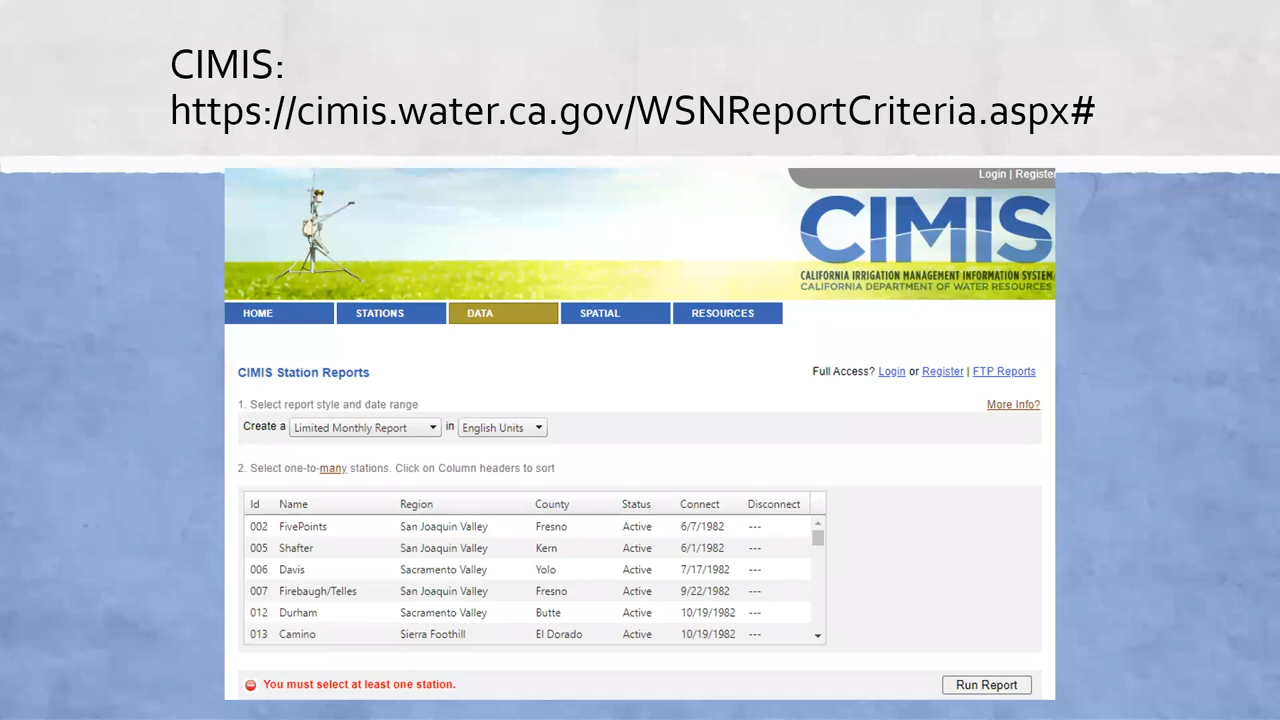 CIMIS:
https://cimis.water.ca.gov/WSNReportCriteria.aspx#
Login | Register
CIMIS
CALIFORNIA IRRIGATION MANAGEMENT INFORMATION SYSTEM
CALIFORNIA DEPARTMENT OF WATER RESOURCES
HOME STATIONS DATA SPATIAL RESOURCES
CIMIS Station Reports Full Access? Login or Register | FTP Reports
1. Select report style and date range More Info?
Create a Limited Monthly Report in English Units
2. Select one-to-many stations. Click on Column headers to sort
Id Name Region County Status Connect Disconnect
002 FivePoints San Joaquin Valley Fresno Active 6/7/1982 ---
005 Shafter San Joaquin Valley Kern Active 6/1/1982 ---
006 Davis Sacramento Valley Yolo Active 7/17/1982 ---
007 Firebaugh/Telles San Joaquin Valley Fresno Active 9/22/1982 ---
012 Durham Sacramento Valley Butte Active 10/19/1982 ---
013 Camino Sierra Foothill El Dorado Active 10/19/1982 ---
You must select at least one station. Run Report